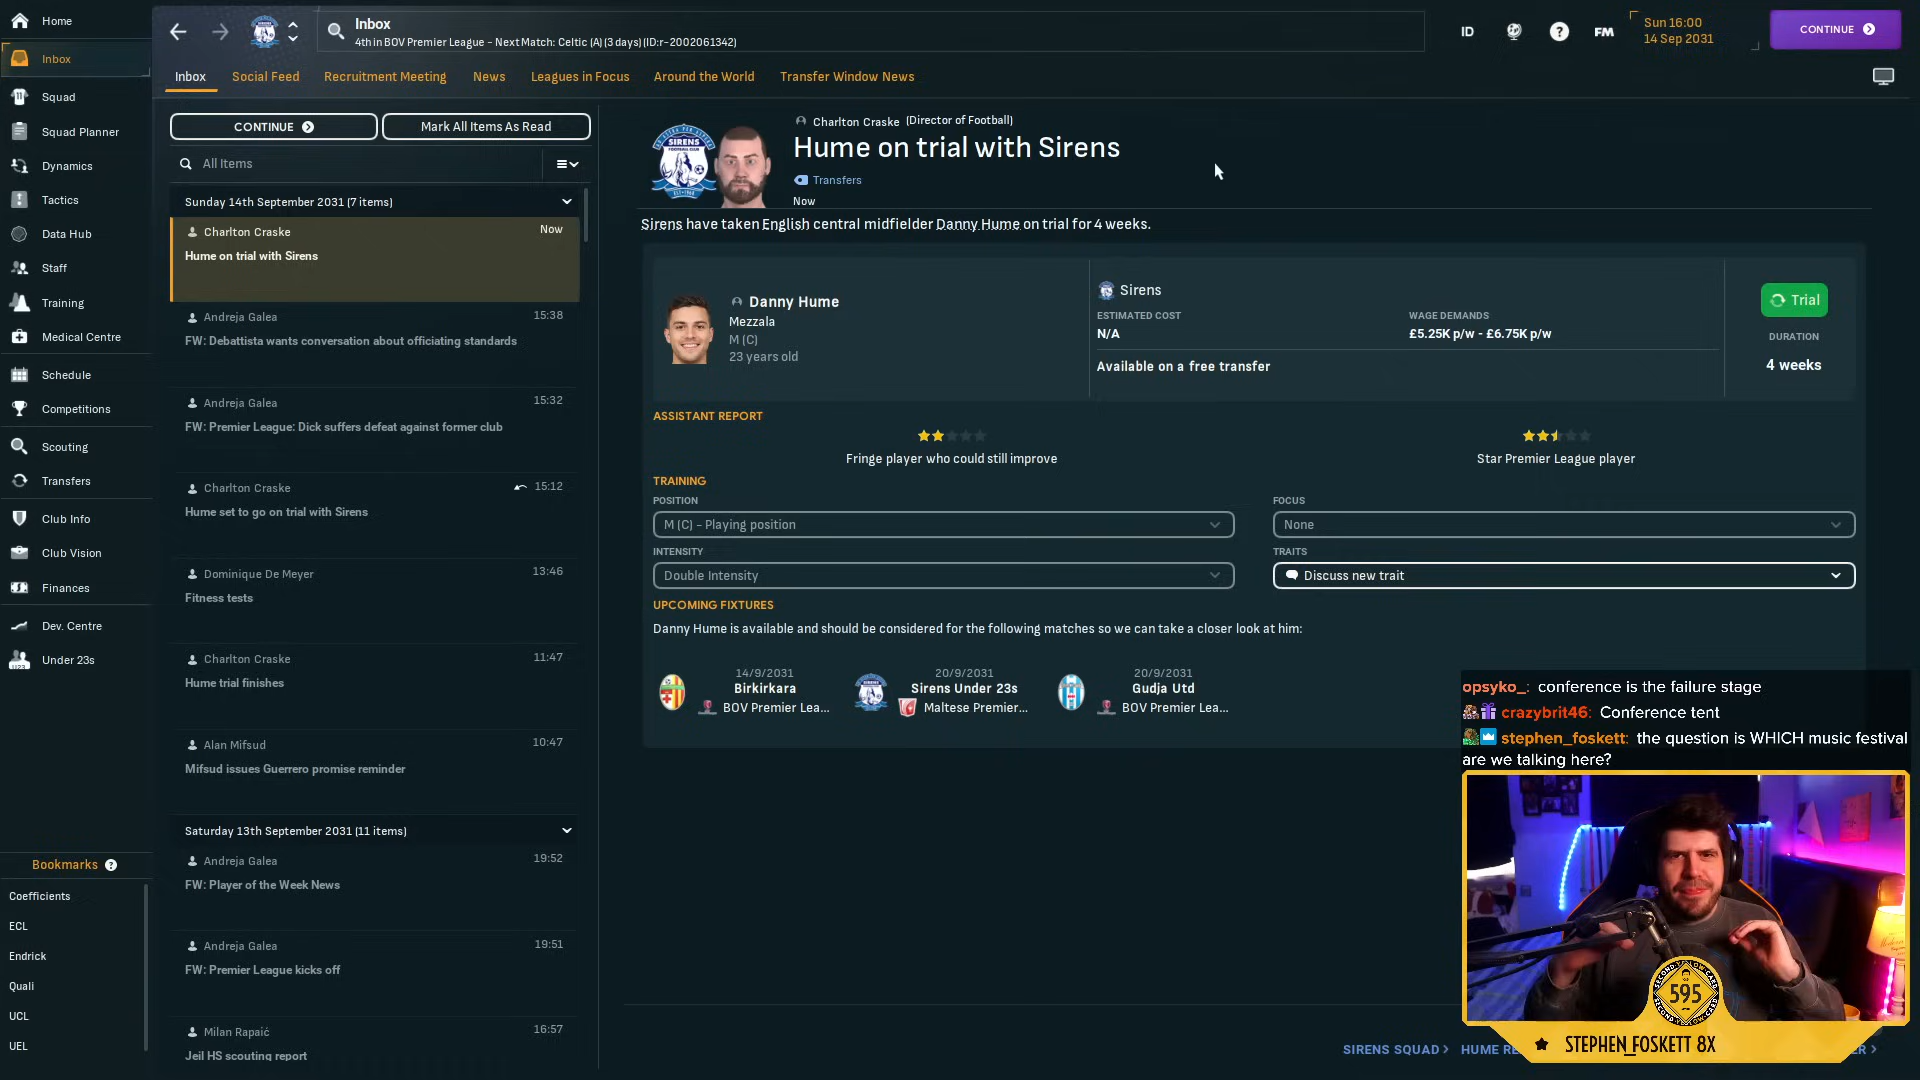 Home
Inbox
Squad
Squad Planner
Dynamics
Tactics
Data Hub
Staff
Training
Medical Centre
Schedule
Competitions
Scouting
Transfers
Club Info
Club Vision
Finances
Dev. Centre
Under 23s
Bookmarks ?
Coefficients
ECL
Endrick
Quali
UCL
UEL
Inbox
4th in BOV Premier League - Next Match: Celtic (A) (3 days) (ID:r-2002061342)
ID
?
FM
Sun 16:00
14 Sep 2031
CONTINUE
Inbox Social Feed Recruitment Meeting News Leagues in Focus Around the World Transfer Window News
CONTINUE
Mark All Items As Read
All Items
Sunday 14th September 2031 (7 items)
Charlton Craske Now
Hume on trial with Sirens
Andreja Galea 15:38
FW: Debattista wants conversation about officiating standards
Andreja Galea 15:32
FW: Premier League: Dick suffers defeat against former club
Charlton Craske 15:12
Hume set to go on trial with Sirens
Dominique De Meyer 13:46
Fitness tests
Charlton Craske 11:47
Hume trial finishes
Alan Mifsud 10:47
Mifsud issues Guerrero promise reminder
Saturday 13th September 2031 (11 items)
Andreja Galea 19:52
FW: Player of the Week News
Andreja Galea 19:51
FW: Premier League kicks off
Milan Rapaić 16:57
Jeil HS scouting report
SIRENS
Charlton Craske (Director of Football)
Hume on trial with Sirens
Transfers
Now
Sirens have taken English central midfielder Danny Hume on trial for 4 weeks.
Danny Hume
Mezzala
M (C)
23 years old
Sirens
ESTIMATED COST
N/A
WAGE DEMANDS
£5.25K p/w - £6.75K p/w
Available on a free transfer
Trial
DURATION
4 weeks
ASSISTANT REPORT
Fringe player who could still improve
Star Premier League player
TRAINING
POSITION
M (C) - Playing position
FOCUS
None
INTENSITY
Double Intensity
TRAITS
Discuss new trait
UPCOMING FIXTURES
Danny Hume is available and should be considered for the following matches so we can take a closer look at him:
14/9/2031
Birkirkara
BOV Premier Lea...
20/9/2031
Sirens Under 23s
Maltese Premier...
20/9/2031
Gudja Utd
BOV Premier Lea...
SIRENS SQUAD >
HUME RE
opsyko_: conference is the failure stage
crazybrit46: Conference tent
stephen_foskett: the question is WHICH music festival
are we talking here?
595
STEPHEN_FOSKETT 8X